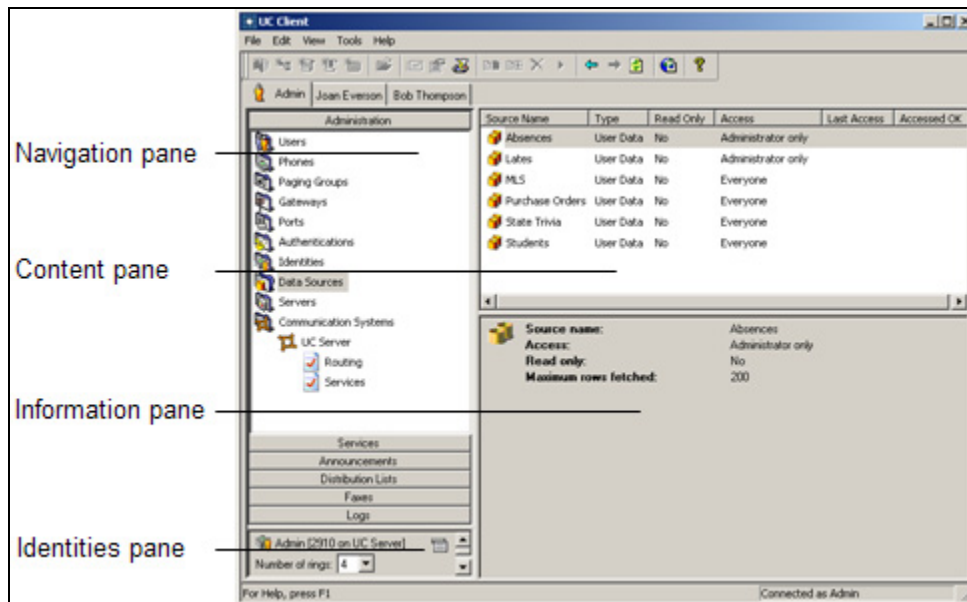 UC Client
File Edit View Tools Help
Admin Joan Everson Bob Thompson
Administration
Users
Phones
Paging Groups
Gateways
Ports
Authentications
Identities
Data Sources
Servers
Communication Systems
UC Server
Routing
Services
Services
Announcements
Distribution Lists
Faxes
Logs
Admin [2910 on UC Server]
Number of rings: 4
Source Name Type Read Only Access Last Access Accessed OK
Absences User Data No Administrator only
Lates User Data No Administrator only
MLS User Data No Everyone
Purchase Orders User Data No Everyone
State Trivia User Data No Everyone
Students User Data No Everyone
Source name: Absences
Access: Administrator only
Read only: No
Maximum rows fetched: 200
For Help, press F1
Connected as Admin
Navigation pane
Content pane
Information pane
Identities pane